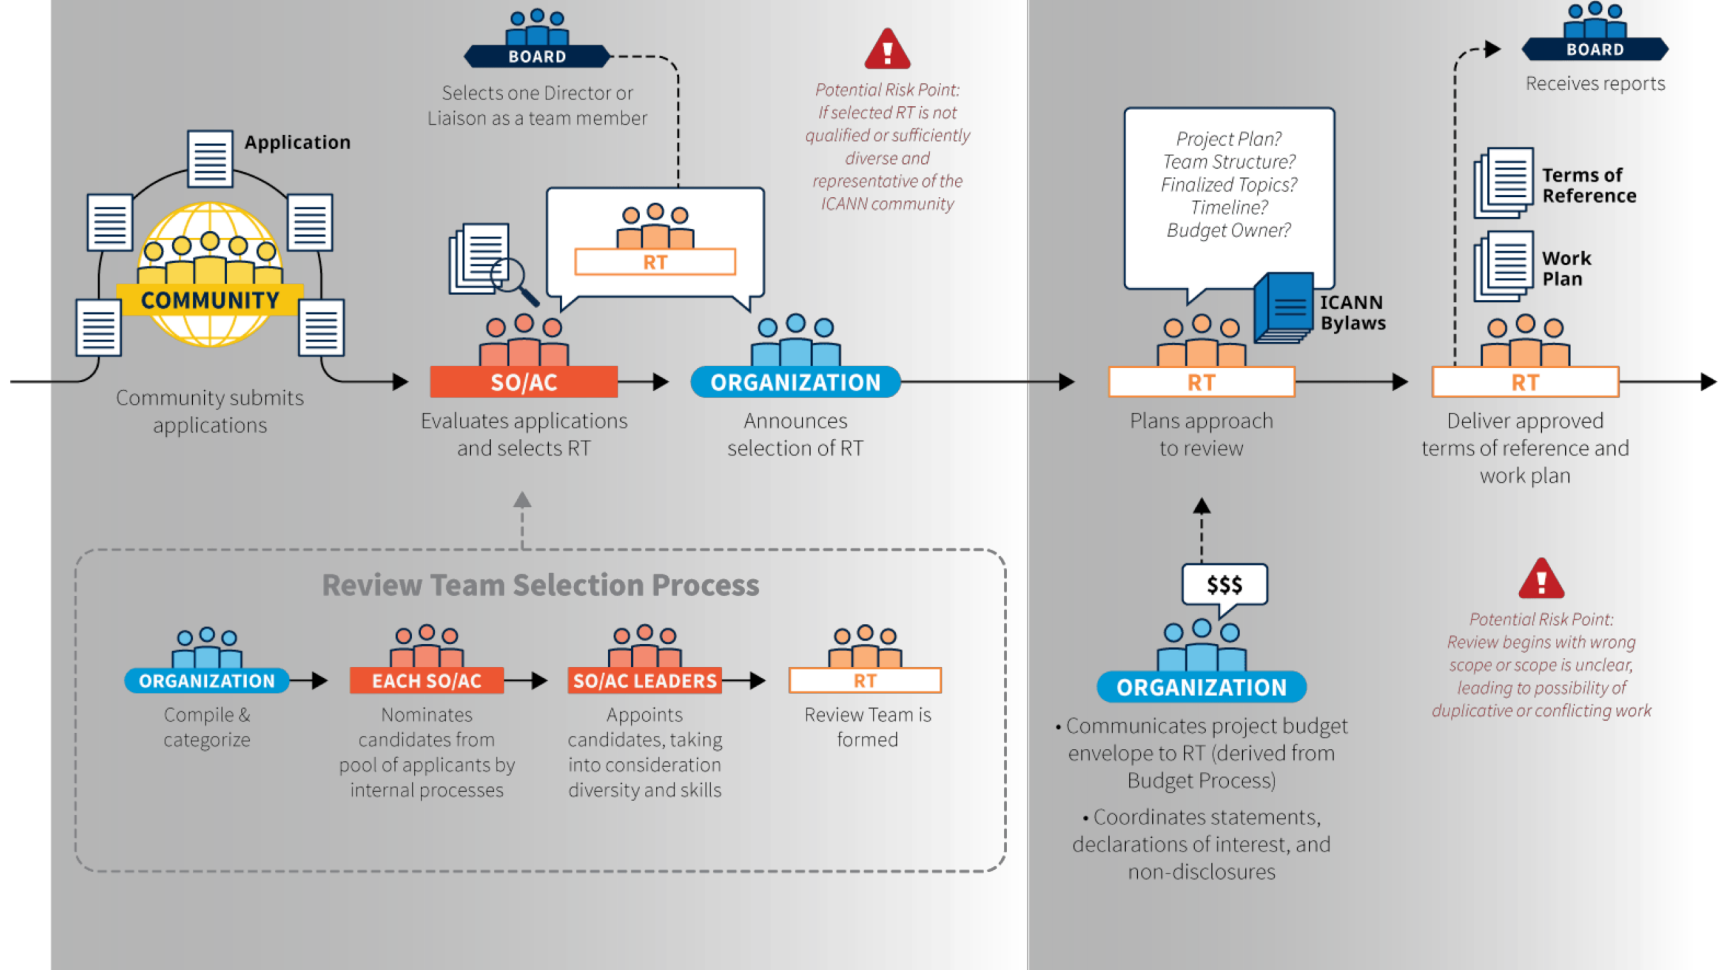 Application
COMMUNITY
Community submits
applications
BOARD
Selects one Director or
Liaison as a team member
RT
SO/AC
Evaluates applications
and selects RT
ORGANIZATION
Announces
selection of RT
Potential Risk Point:
If selected RT is not
qualified or sufficiently
diverse and
representative of the
ICANN community
Review Team Selection Process
ORGANIZATION
Compile &
categorize
EACH SO/AC
Nominates
candidates from
pool of applicants by
internal processes
SO/AC LEADERS
Appoints
candidates, taking
into consideration
diversity and skills
RT
Review Team is
formed
Project Plan?
Team Structure?
Finalized Topics?
Timeline?
Budget Owner?
ICANN
Bylaws
RT
Plans approach
to review
$$$
ORGANIZATION
• Communicates project budget
envelope to RT (derived from
Budget Process)
• Coordinates statements,
declarations of interest, and
non-disclosures
BOARD
Receives reports
Terms of
Reference
Work
Plan
RT
Deliver approved
terms of reference and
work plan
Potential Risk Point:
Review begins with wrong
scope or scope is unclear,
leading to possibility of
duplicative or conflicting work